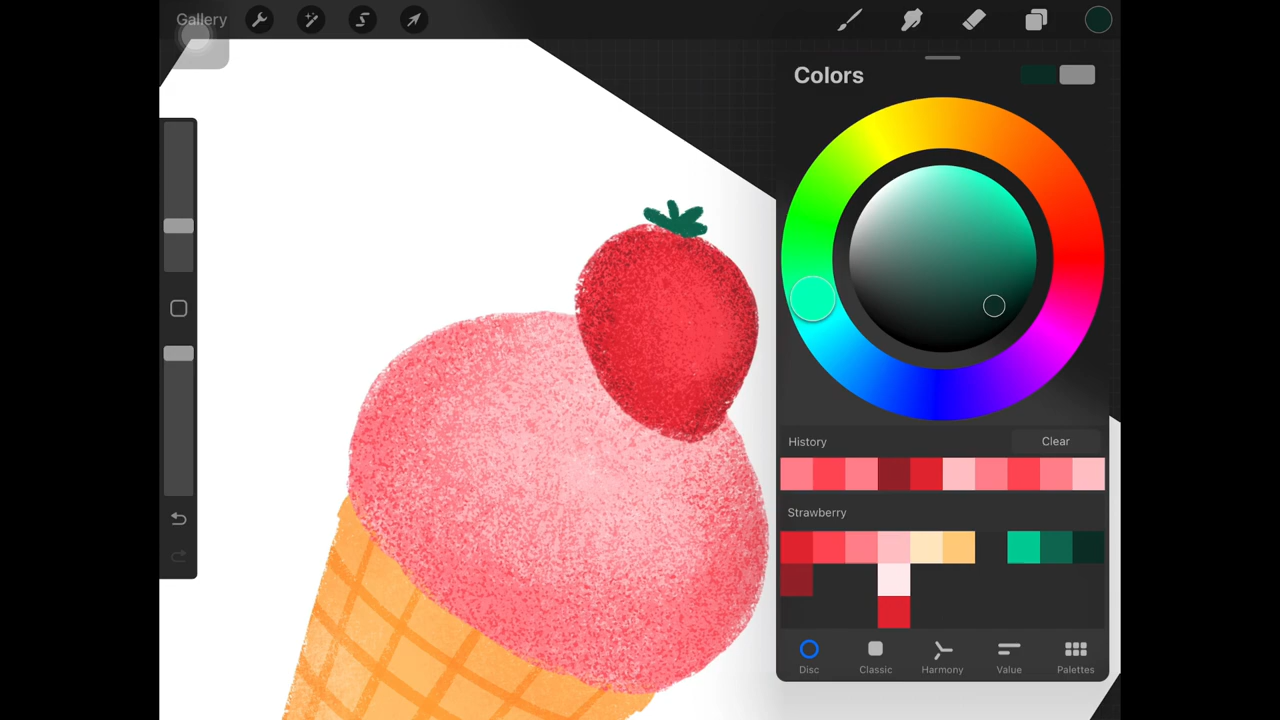 Gallery
Colors
History
Clear
Strawberry
Disc
Classic
Harmony
Value
Palettes